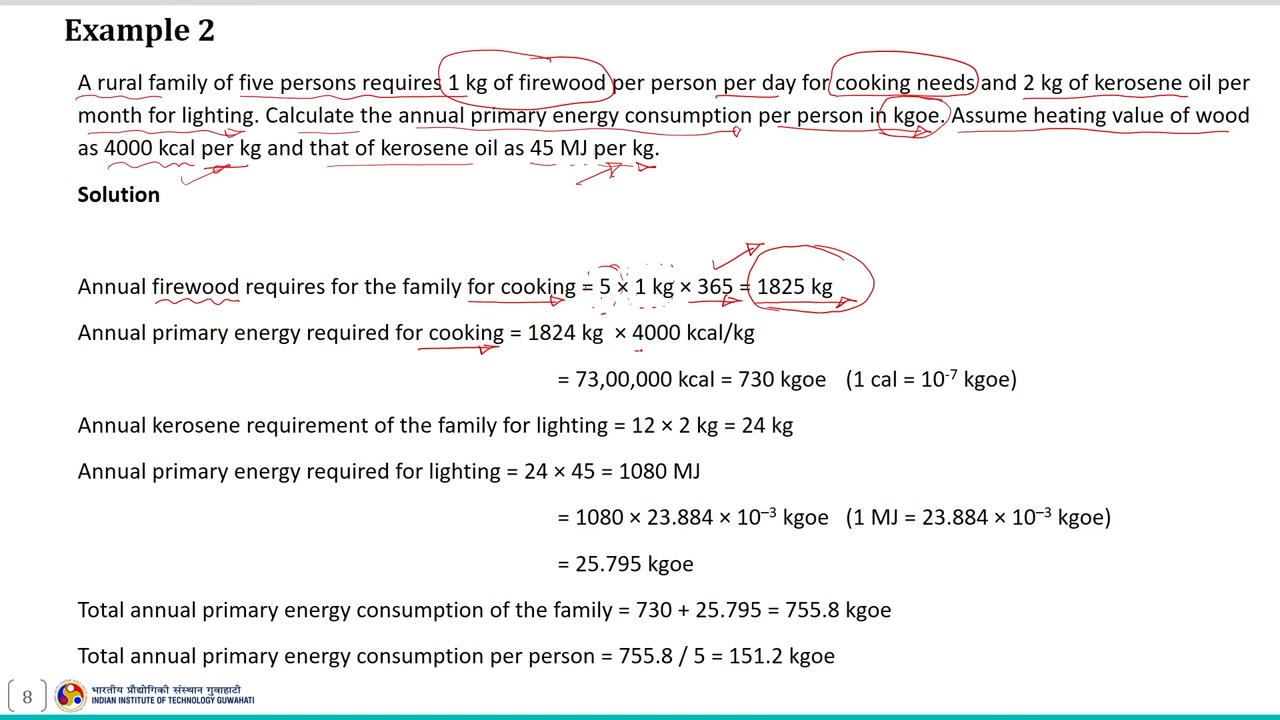 Example 2
A rural family of five persons requires 1 kg of firewood per person per day for cooking needs and 2 kg of kerosene oil per
month for lighting. Calculate the annual primary energy consumption per person in kgoe. Assume heating value of wood
as 4000 kcal per kg and that of kerosene oil as 45 MJ per kg.
Solution
Annual firewood requires for the family for cooking = 5 × 1 kg × 365 = 1825 kg
Annual primary energy required for cooking = 1824 kg × 4000 kcal/kg
= 73,00,000 kcal = 730 kgoe (1 cal = 10⁻⁷ kgoe)
Annual kerosene requirement of the family for lighting = 12 × 2 kg = 24 kg
Annual primary energy required for lighting = 24 × 45 = 1080 MJ
= 1080 × 23.884 × 10⁻³ kgoe (1 MJ = 23.884 × 10⁻³ kgoe)
= 25.795 kgoe
Total annual primary energy consumption of the family = 730 + 25.795 = 755.8 kgoe
Total annual primary energy consumption per person = 755.8 / 5 = 151.2 kgoe
8
भारतीय प्रौद्योगिकी संस्थान गुवाहाटी
INDIAN INSTITUTE OF TECHNOLOGY GUWAHATI